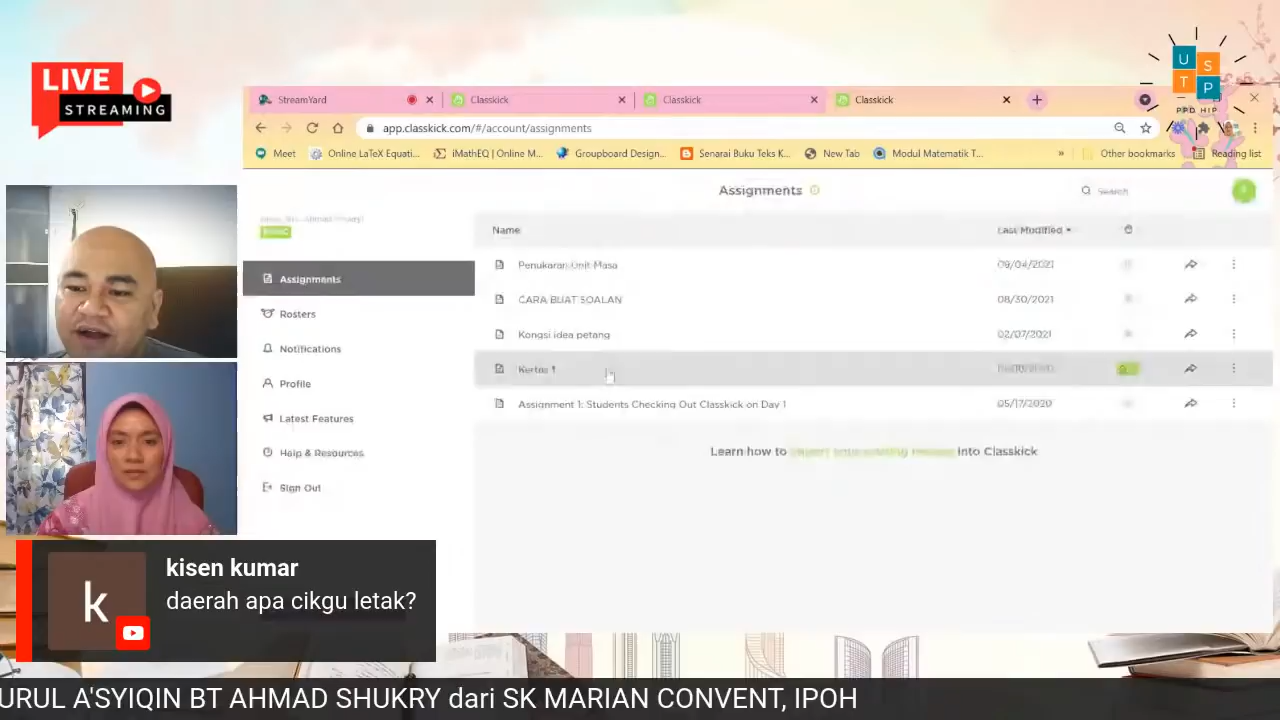 LIVE
STREAMING
U S
T P
PPD HIP
StreamYard
Classkick
Classkick
Classkick
app.classkick.com/#/account/assignments
Meet
Online LaTeX Equati...
iMathEQ | Online M...
Groupboard Design...
Senarai Buku Teks K...
New Tab
Modul Matematik T...
»
Other bookmarks
Reading list
Assignments
Search
BASIC
Name
Last Modified
Assignments
Penukaran Unit Masa
09/04/2021
CARA BUAT SOALAN
08/30/2021
Rosters
Kongsi idea petang
02/07/2021
Notifications
Kertas 1
Profile
Assignment 1: Students Checking Out Classkick on Day 1
05/17/2020
Latest Features
Help & Resources
Learn how to
into Classkick
Sign Out
k
kisen kumar
daerah apa cikgu letak?
URUL A'SYIQIN BT AHMAD SHUKRY dari SK MARIAN CONVENT, IPOH